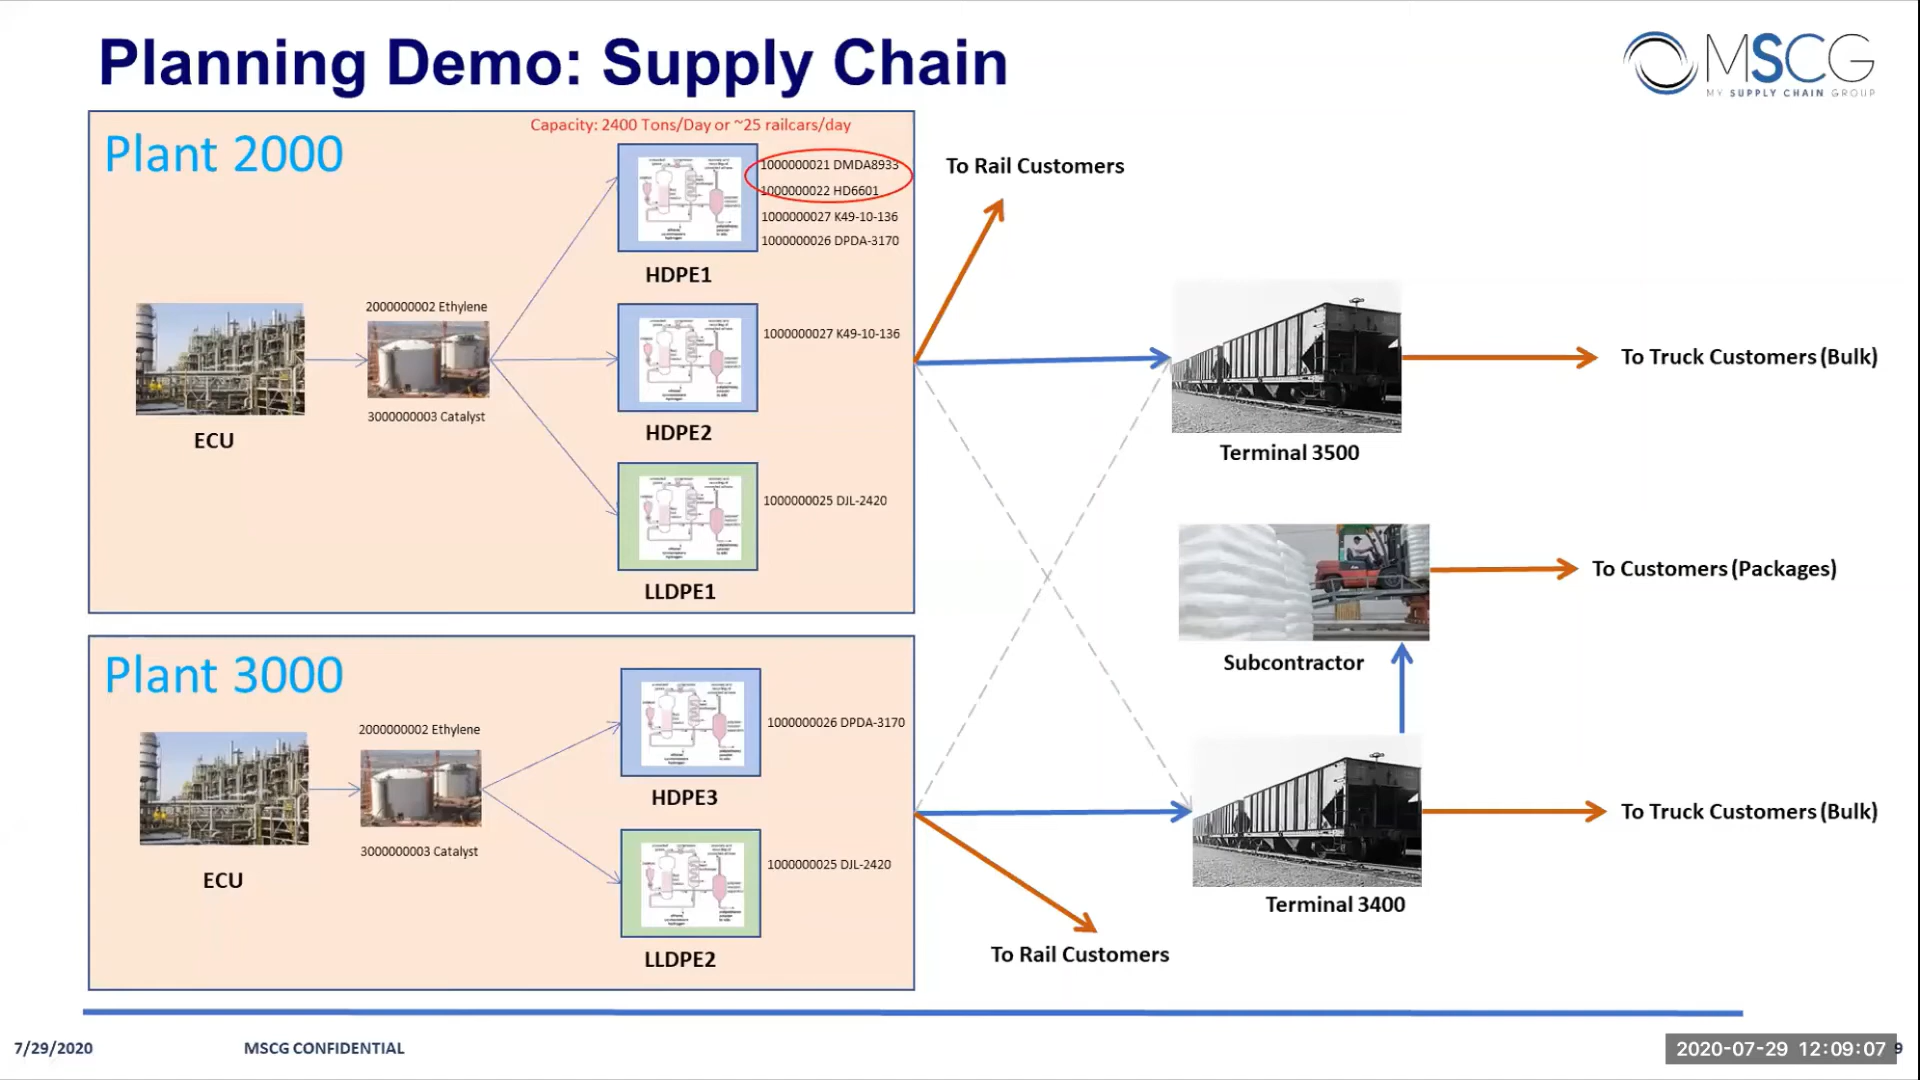 Planning Demo: Supply Chain
MSCG
MY SUPPLY CHAIN GROUP
Plant 2000
Capacity: 2400 Tons/Day or ~25 railcars/day
1000000021 DMDA8933
1000000022 HD6601
1000000027 K49-10-136
1000000026 DPDA-3170
HDPE1
2000000002 Ethylene
3000000003 Catalyst
ECU
1000000027 K49-10-136
HDPE2
1000000025 DJL-2420
LLDPE1
To Rail Customers
Terminal 3500
To Truck Customers (Bulk)
Subcontractor
To Customers (Packages)
Plant 3000
2000000002 Ethylene
3000000003 Catalyst
ECU
1000000026 DPDA-3170
HDPE3
1000000025 DJL-2420
LLDPE2
To Rail Customers
Terminal 3400
To Truck Customers (Bulk)
7/29/2020
MSCG CONFIDENTIAL
2020-07-29 12:09:07
9